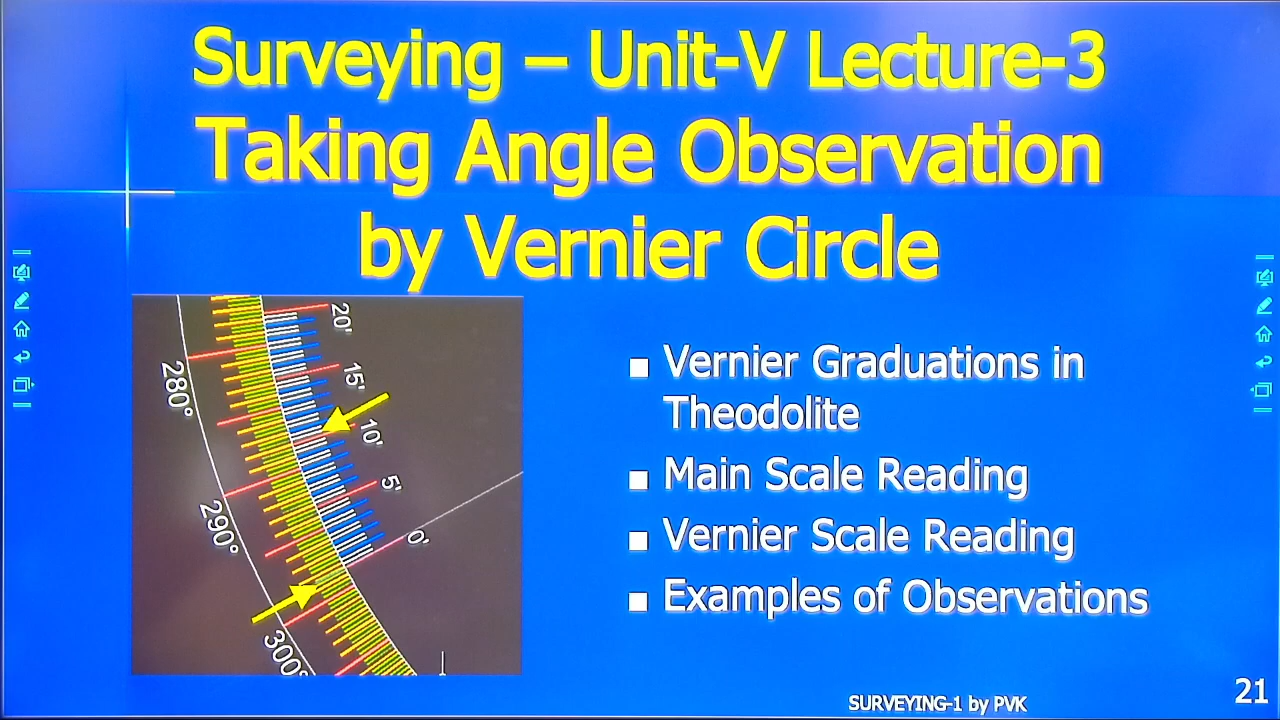 Surveying – Unit-V Lecture-3
Taking Angle Observation
by Vernier Circle
20'
15'
10'
5'
0'
280°
290°
300°
■ Vernier Graduations in
Theodolite
■ Main Scale Reading
■ Vernier Scale Reading
■ Examples of Observations
SURVEYING-1 by PVK
21